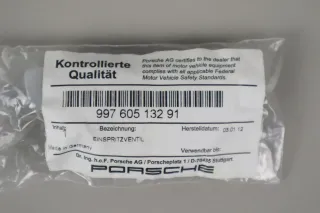 Kontrollierte
Qualität
Porsche AG certifies to the dealer that
this item of motor vehicle equipment
complies with all applicable Federal
Motor Vehicle Safety Standards.
997 605 132 91
Inhalt:
Bezeichnung:
Herstelldatum:
EINSPRITZVENTIL
Verwendbar bis:
Made in Germany
Dr. Ing. h.c.F. Porsche AG / Porscheplatz 1 / D-70435 Stuttgart
PORSCHE